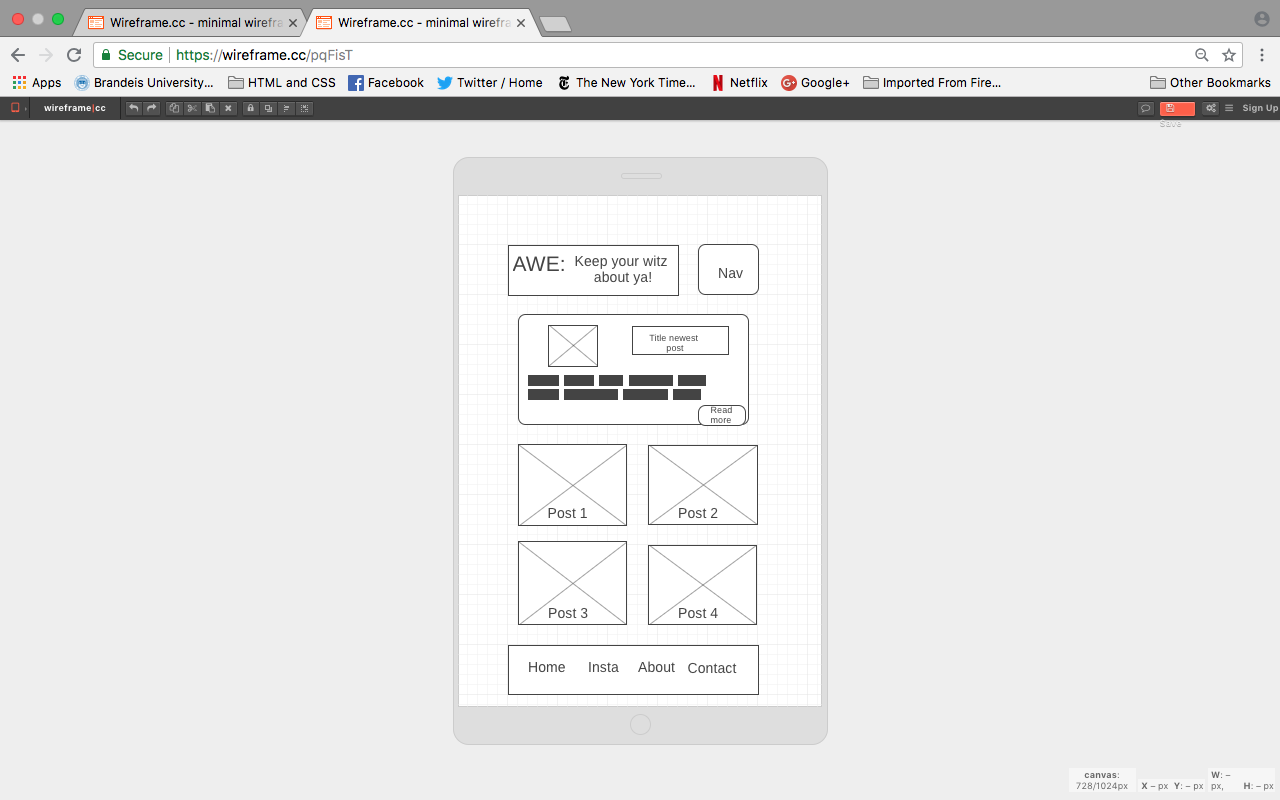 Wireframe.cc - minimal wirefra
Wireframe.cc - minimal wirefra
Secure
https://wireframe.cc/pqFisT
Apps
Brandeis University...
HTML and CSS
Facebook
Twitter / Home
The New York Time...
Netflix
Google+
Imported From Fire...
Other Bookmarks
wireframe|cc
Save
Sign Up
AWE:
Keep your witz
about ya!
Nav
Title newest
post
Read
more
Post 1
Post 2
Post 3
Post 4
Home
Insta
About
Contact
canvas:
728/1024px
X – px
Y: – px
W: –
px,
H: – px